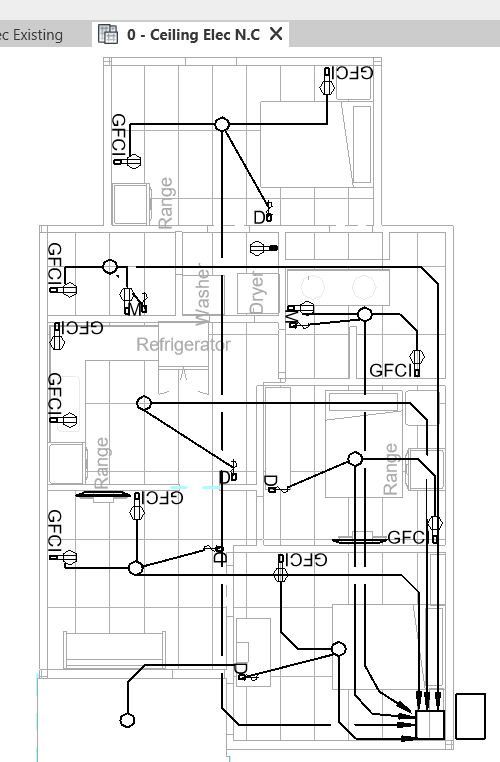 ec Existing
0 - Ceiling Elec N.C
GFCI
GFCI
Range
D
GFCI
Washer
Dryer
M
M
GFCI
Refrigerator
GFCI
GFCI
Range
Range
D
D
GFCI
GFCI
GFCI
D
GFCI
D